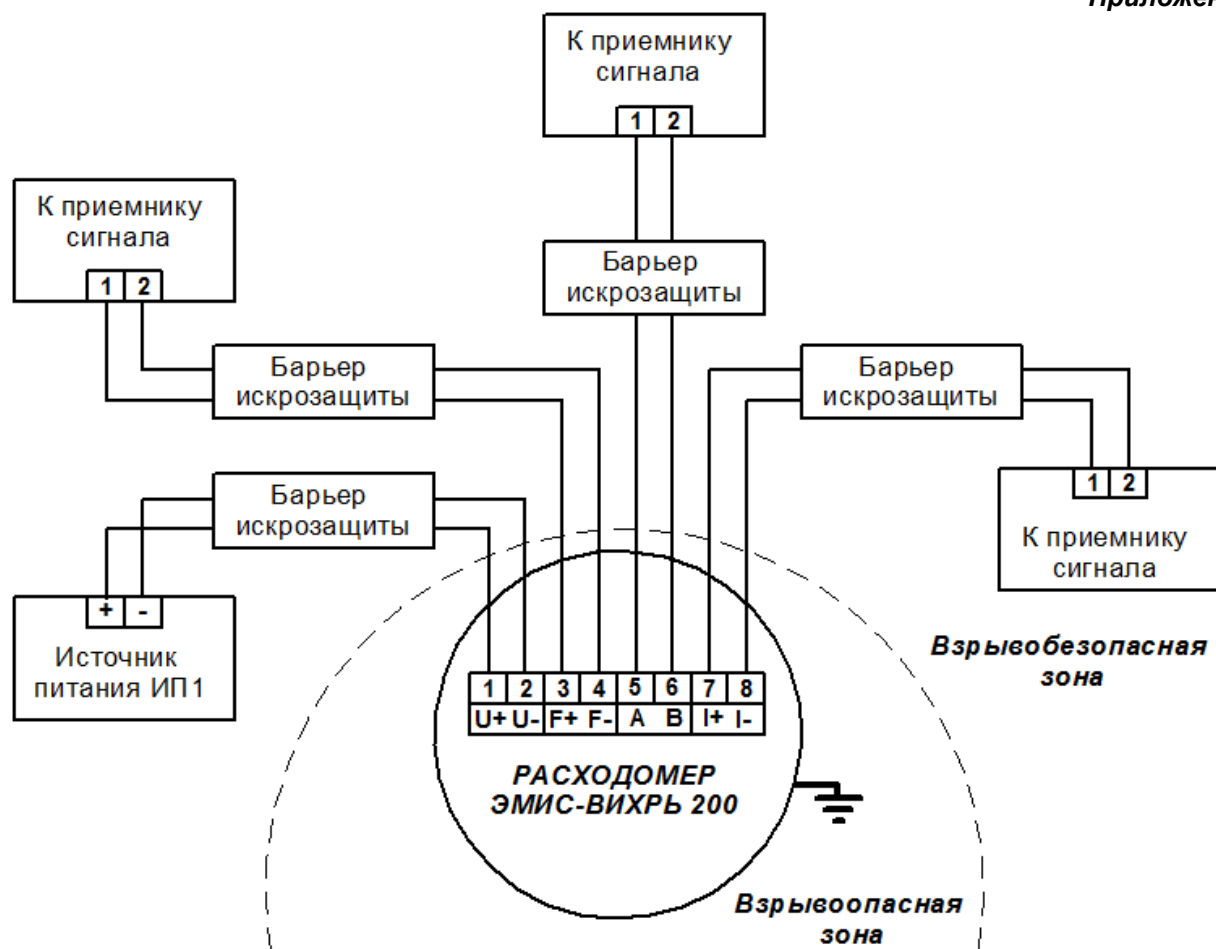 Приложен
К приемнику
сигнала
1 2
К приемнику
сигнала
1 2
Барьер
искрозащиты
Барьер
искрозащиты
Барьер
искрозащиты
1 2
К приемнику
сигнала
Барьер
искрозащиты
+ -
Источник
питания ИП1
Взрывобезопасная
зона
1 2 3 4 5 6 7 8
U+ U- F+ F- A B I+ I-
РАСХОДОМЕР
ЭМИС-ВИХРЬ 200
Взрывоопасная
зона